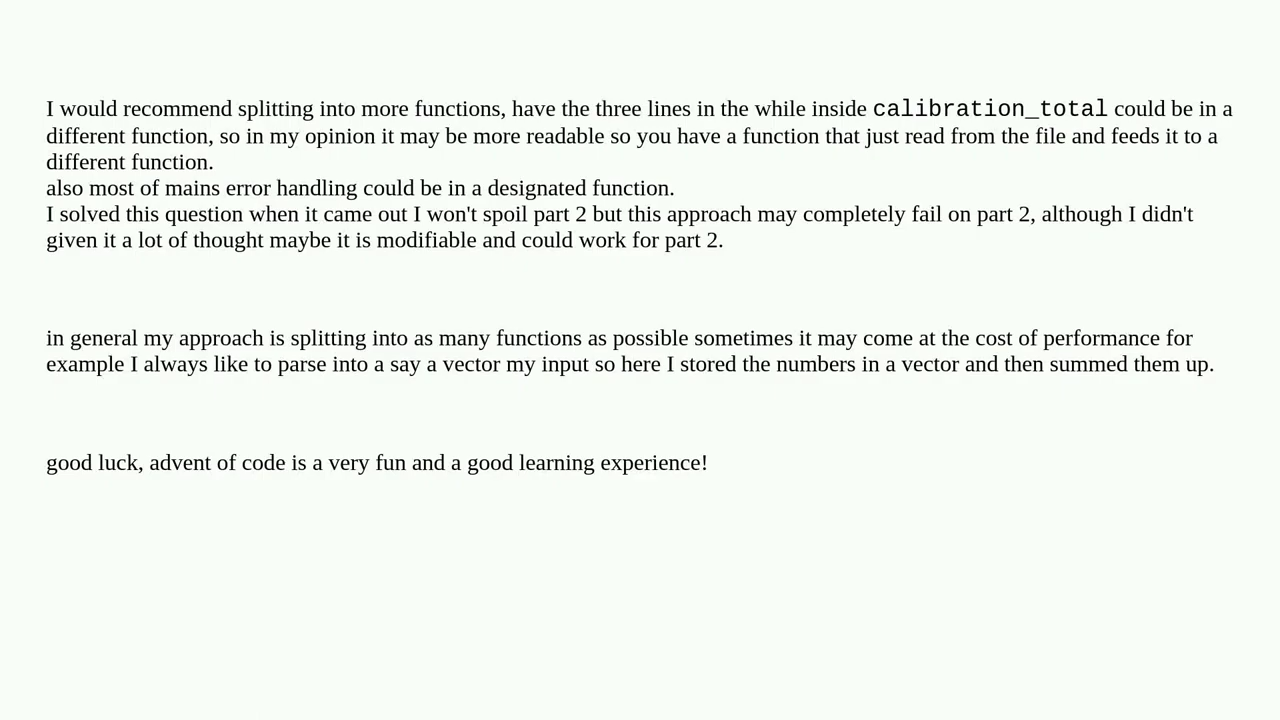 I would recommend splitting into more functions, have the three lines in the while inside calibration_total could be in a
different function, so in my opinion it may be more readable so you have a function that just read from the file and feeds it to a
different function.
also most of mains error handling could be in a designated function.
I solved this question when it came out I won't spoil part 2 but this approach may completely fail on part 2, although I didn't
given it a lot of thought maybe it is modifiable and could work for part 2.
in general my approach is splitting into as many functions as possible sometimes it may come at the cost of performance for
example I always like to parse into a say a vector my input so here I stored the numbers in a vector and then summed them up.
good luck, advent of code is a very fun and a good learning experience!